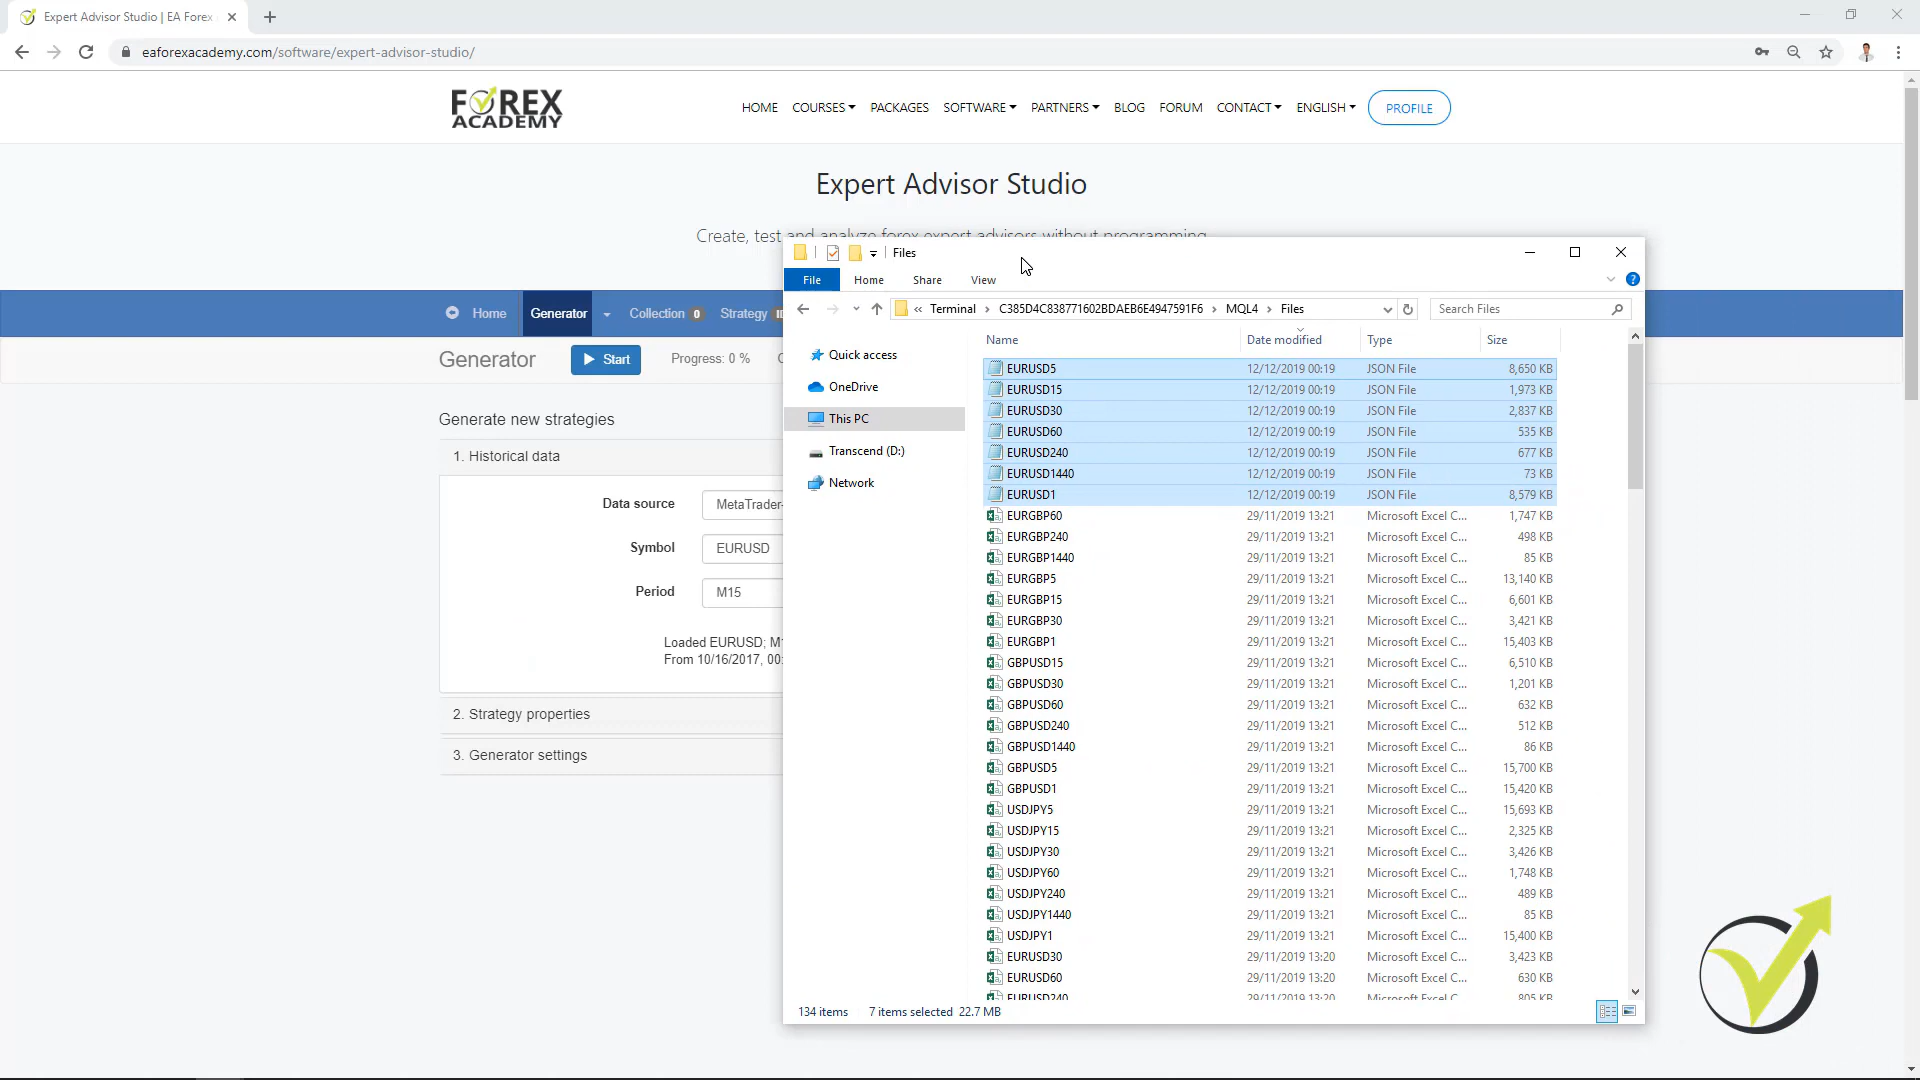 Expert Advisor Studio | EA Forex
eaforexacademy.com/software/expert-advisor-studio/
FOREX
ACADEMY
HOME COURSES PACKAGES SOFTWARE PARTNERS BLOG FORUM CONTACT ENGLISH PROFILE
Expert Advisor Studio
Create, test and analyze forex expert advisors without programming
Home Generator Collection 0 Strategy
Generator Start Progress: 0 %
Generate new strategies
1. Historical data
Data source MetaTrader-
Symbol EURUSD
Period M15
Loaded EURUSD; M
From 10/16/2017, 00:
2. Strategy properties
3. Generator settings
Files
File Home Share View
« Terminal > C385D4C838771602BDAEB6E4947591F6 > MQL4 > Files
Search Files
Quick access
OneDrive
This PC
Transcend (D:)
Network
Name Date modified Type Size
EURUSD5 12/12/2019 00:19 JSON File 8,650 KB
EURUSD15 12/12/2019 00:19 JSON File 1,973 KB
EURUSD30 12/12/2019 00:19 JSON File 2,837 KB
EURUSD60 12/12/2019 00:19 JSON File 535 KB
EURUSD240 12/12/2019 00:19 JSON File 677 KB
EURUSD1440 12/12/2019 00:19 JSON File 73 KB
EURUSD1 12/12/2019 00:19 JSON File 8,579 KB
EURGBP60 29/11/2019 13:21 Microsoft Excel C... 1,747 KB
EURGBP240 29/11/2019 13:21 Microsoft Excel C... 498 KB
EURGBP1440 29/11/2019 13:21 Microsoft Excel C... 85 KB
EURGBP5 29/11/2019 13:21 Microsoft Excel C... 13,140 KB
EURGBP15 29/11/2019 13:21 Microsoft Excel C... 6,601 KB
EURGBP30 29/11/2019 13:21 Microsoft Excel C... 3,421 KB
EURGBP1 29/11/2019 13:21 Microsoft Excel C... 15,403 KB
GBPUSD15 29/11/2019 13:21 Microsoft Excel C... 6,510 KB
GBPUSD30 29/11/2019 13:21 Microsoft Excel C... 1,201 KB
GBPUSD60 29/11/2019 13:21 Microsoft Excel C... 632 KB
GBPUSD240 29/11/2019 13:21 Microsoft Excel C... 512 KB
GBPUSD1440 29/11/2019 13:21 Microsoft Excel C... 86 KB
GBPUSD5 29/11/2019 13:21 Microsoft Excel C... 15,700 KB
GBPUSD1 29/11/2019 13:21 Microsoft Excel C... 15,420 KB
USDJPY5 29/11/2019 13:21 Microsoft Excel C... 15,693 KB
USDJPY15 29/11/2019 13:21 Microsoft Excel C... 2,325 KB
USDJPY30 29/11/2019 13:21 Microsoft Excel C... 3,426 KB
USDJPY60 29/11/2019 13:21 Microsoft Excel C... 1,748 KB
USDJPY240 29/11/2019 13:21 Microsoft Excel C... 489 KB
USDJPY1440 29/11/2019 13:21 Microsoft Excel C... 85 KB
USDJPY1 29/11/2019 13:21 Microsoft Excel C... 15,400 KB
EURUSD30 29/11/2019 13:20 Microsoft Excel C... 3,423 KB
EURUSD60 29/11/2019 13:20 Microsoft Excel C... 630 KB
EURUSD240 29/11/2019 13:20 Microsoft Excel C... 805 KB
134 items 7 items selected 22.7 MB